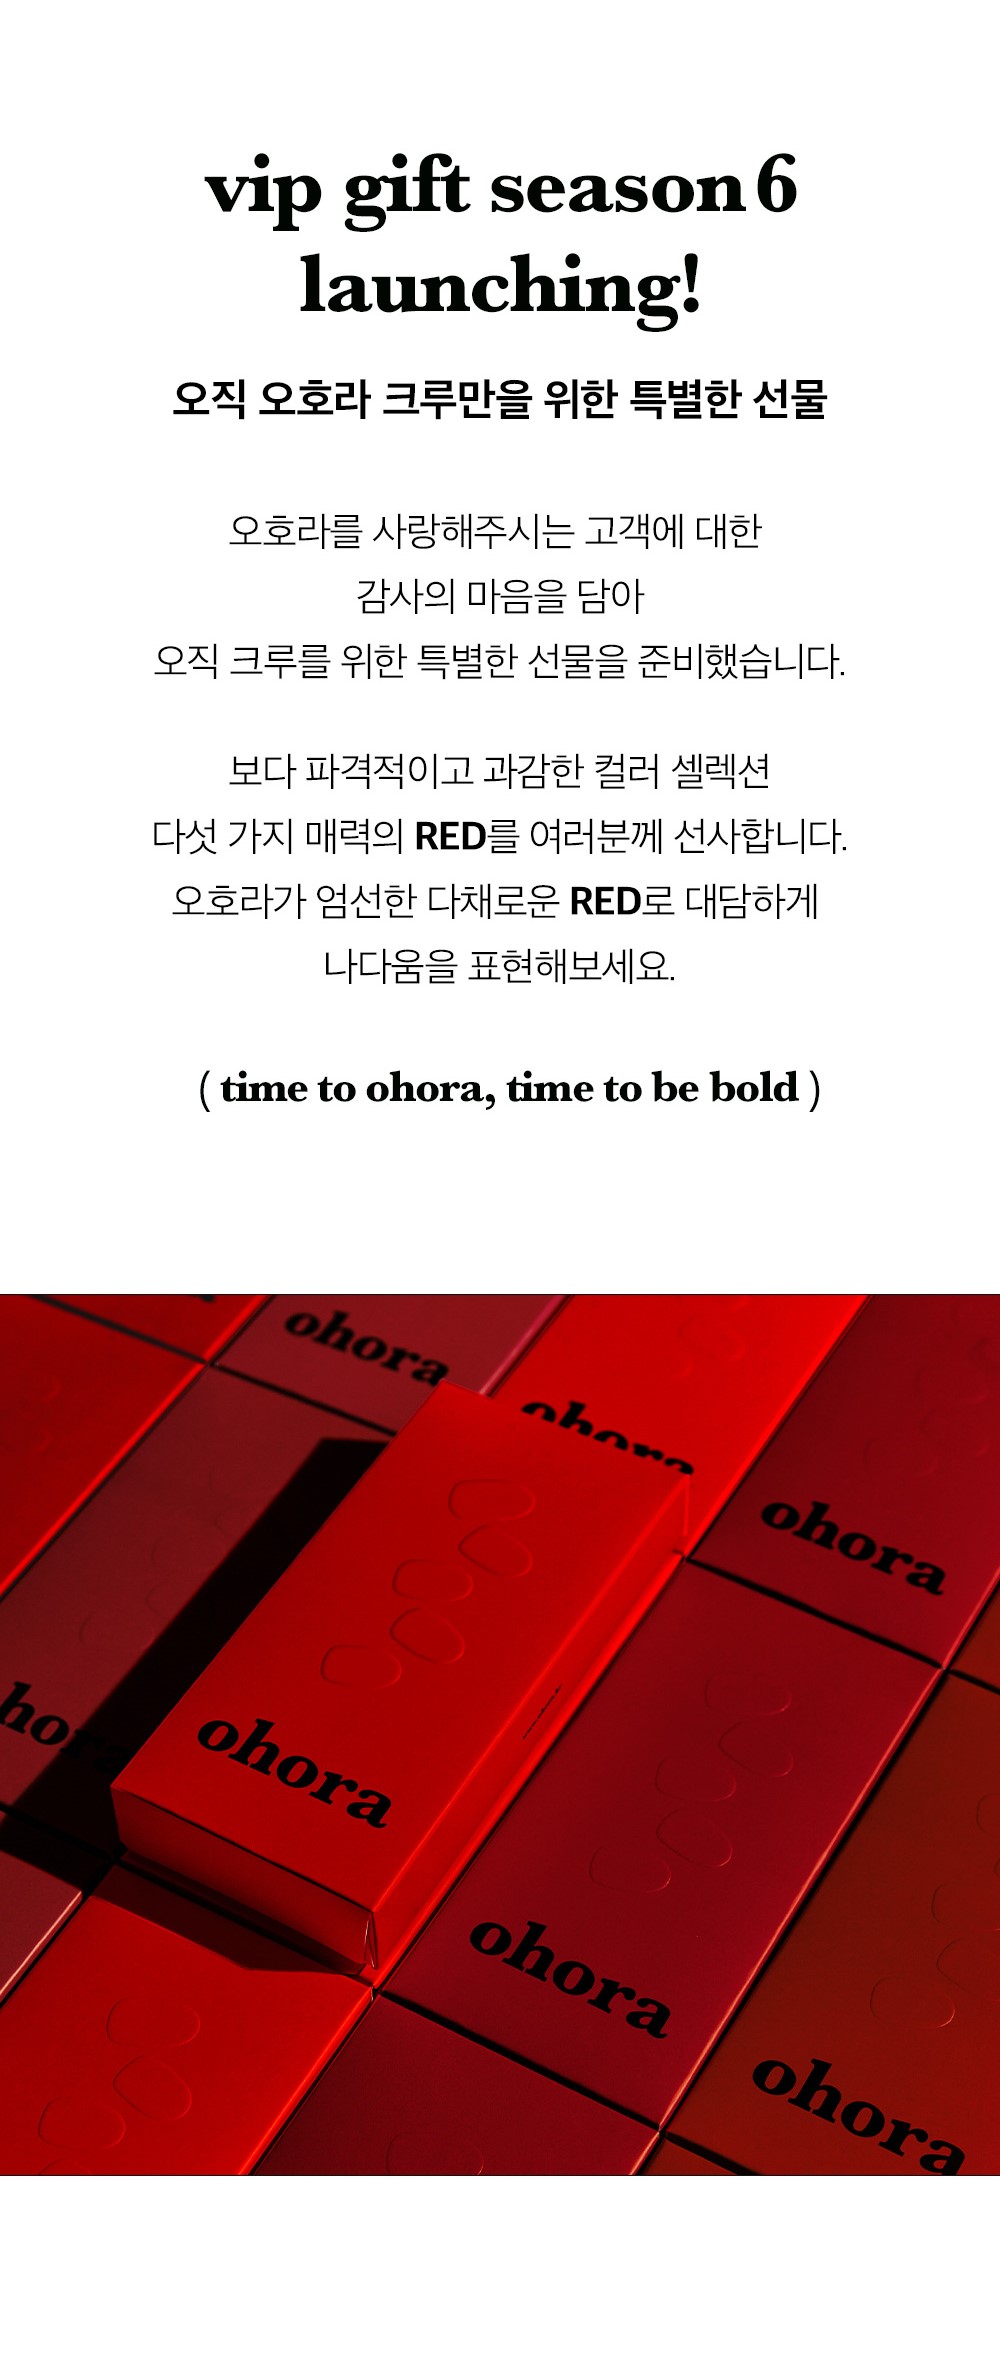 vip gift season 6
launching!
오직 오호라 크루만을 위한 특별한 선물
오호라를 사랑해주시는 고객에 대한
감사의 마음을 담아
오직 크루를 위한 특별한 선물을 준비했습니다.
보다 파격적이고 과감한 컬러 셀렉션
다섯 가지 매력의 RED를 여러분께 선사합니다.
오호라가 엄선한 다채로운 RED로 대담하게
나다움을 표현해보세요.
( time to ohora, time to be bold )
ohora
ohora
ohora
hora
ohora
ohora
ohora